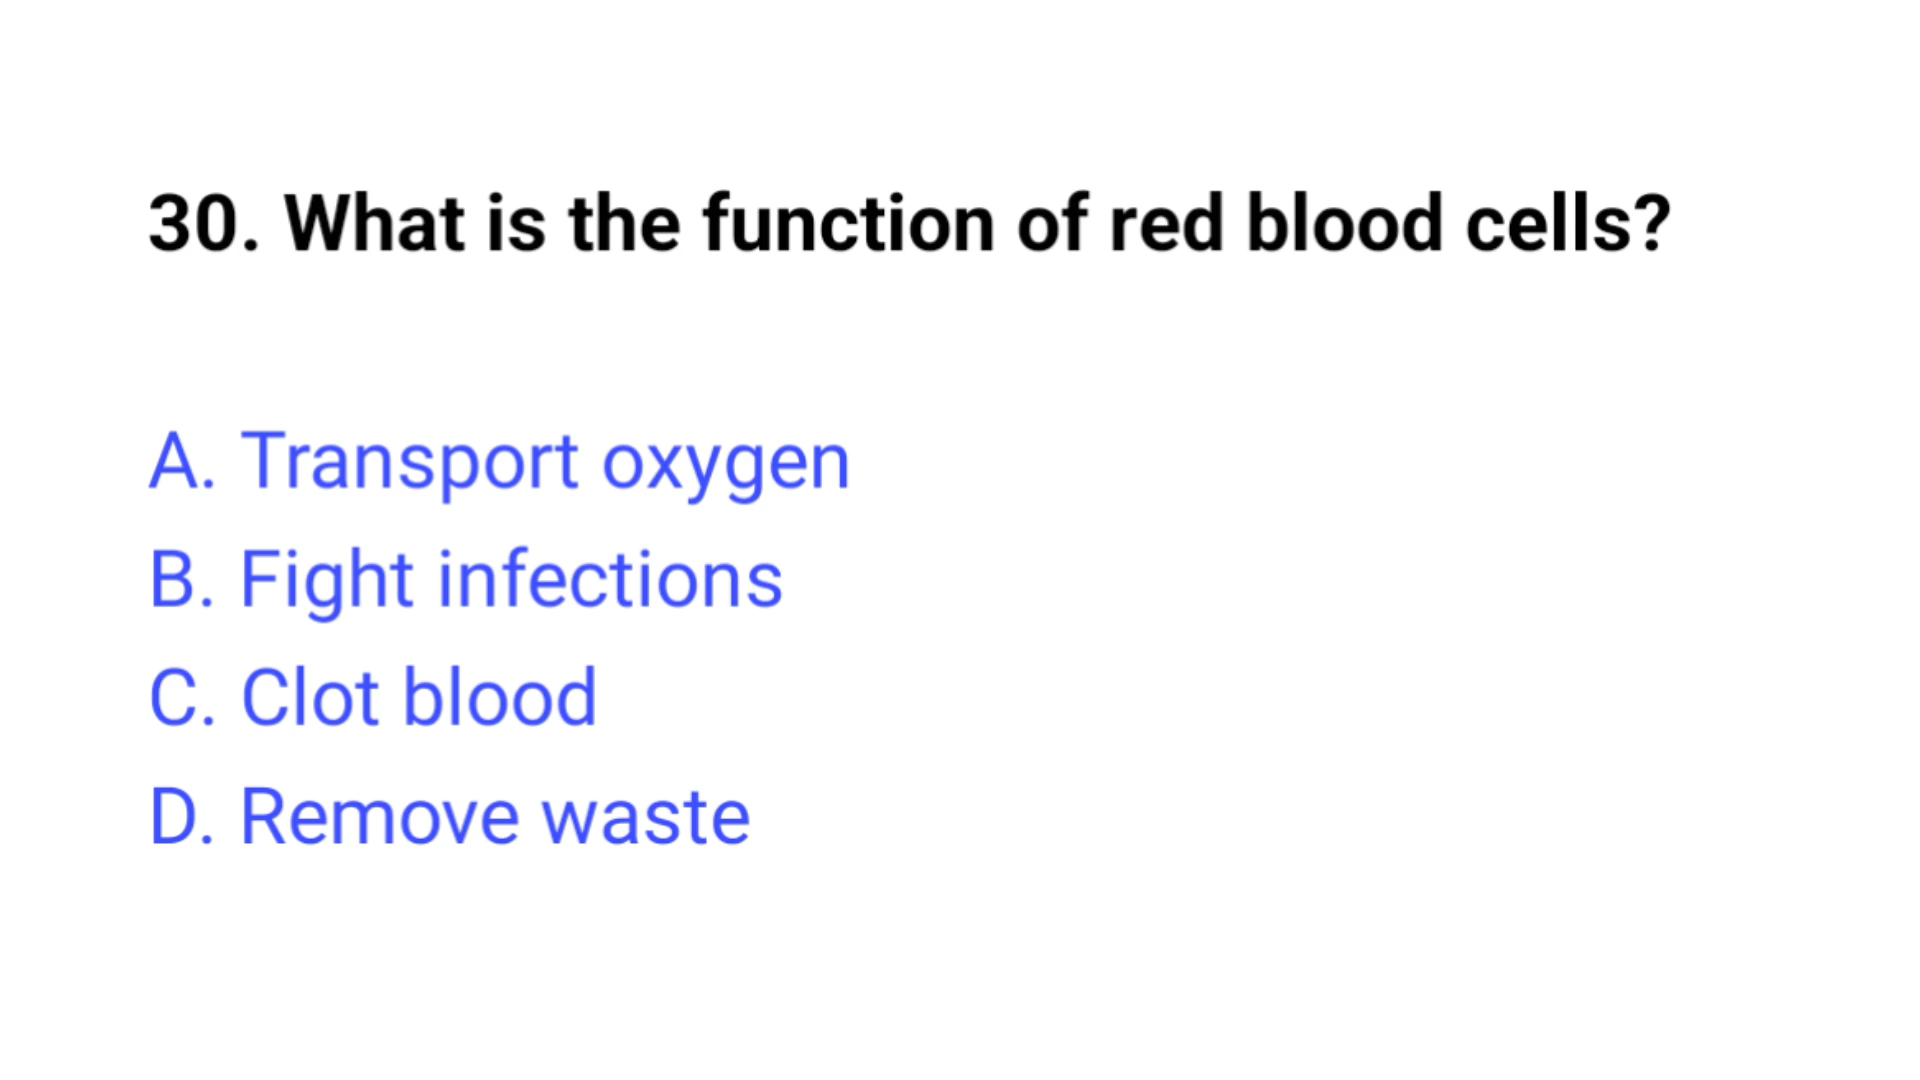 30. What is the function of red blood cells?
A. Transport oxygen
B. Fight infections
C. Clot blood
D. Remove waste